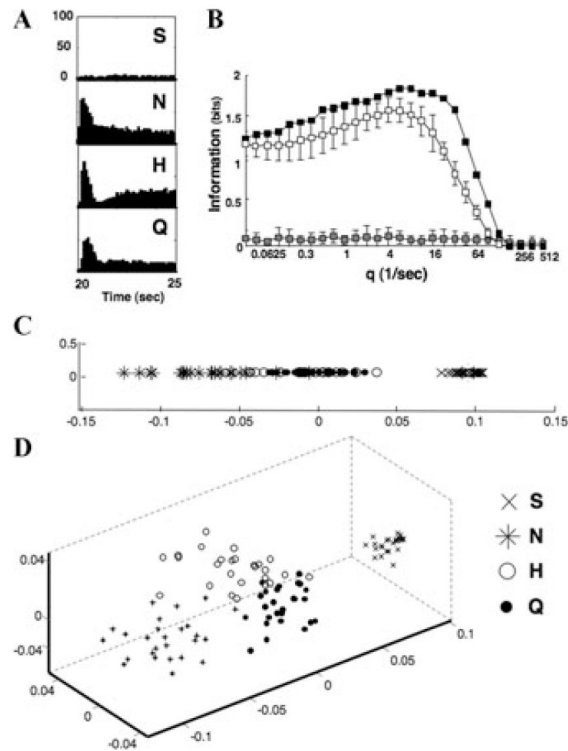 A
100
50
0
S
N
H
Q
20 25
Time (sec)
B
Information (bits)
2
1.5
1
0.5
0
0.0625 0.3 1 4 16 64 256 512
q (1/sec)
C
0.5
0
-0.15 -0.1 -0.05 0 0.05 0.1 0.15
D
0.04
0
-0.04
0.04
0
-0.04
-0.1
-0.05
0
0.05
0.1
S
N
H
Q